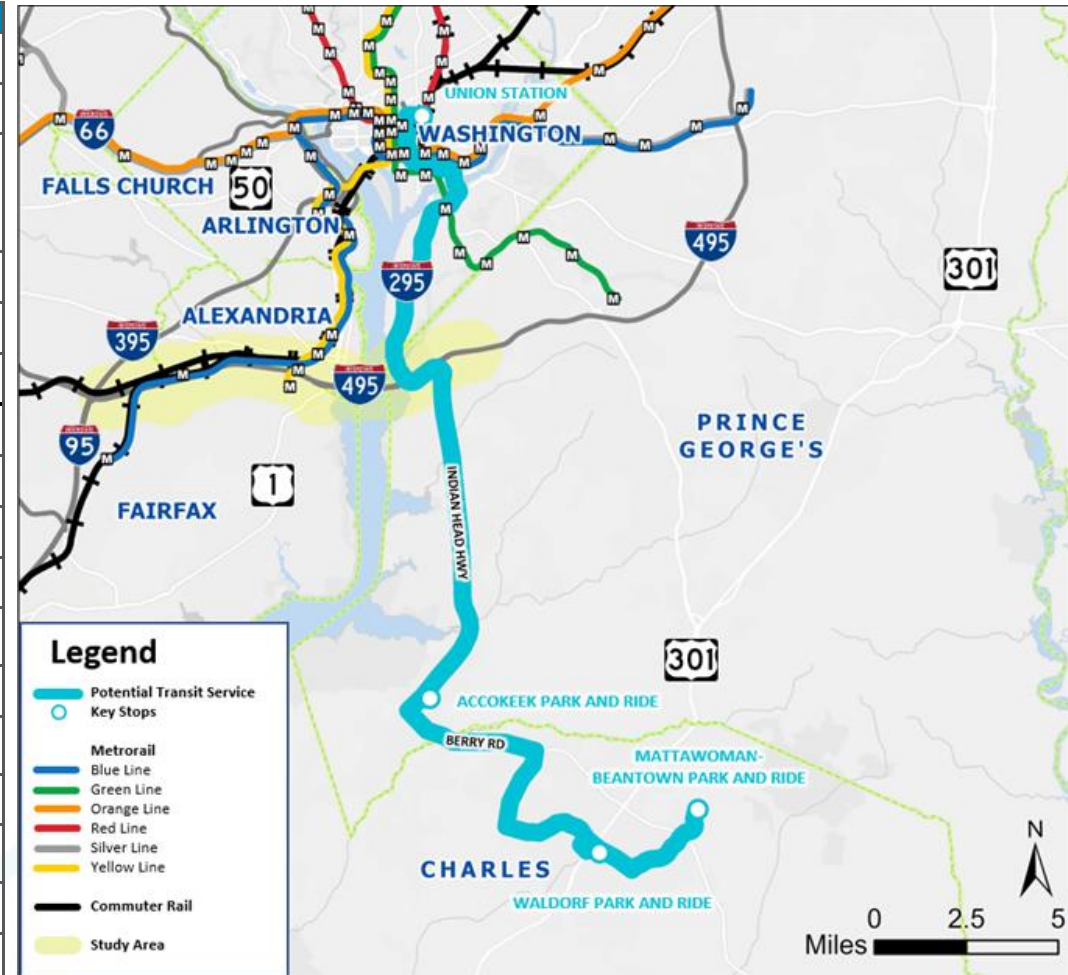 UNION STATION
WASHINGTON
66
FALLS CHURCH
50
ARLINGTON
495
295
301
ALEXANDRIA
395
495
PRINCE
GEORGE'S
95
1
INDIAN HEAD HWY
FAIRFAX
301
ACCOKEEK PARK AND RIDE
BERRY RD
MATTAWOMAN-
BEANTOWN PARK AND RIDE
CHARLES
WALDORF PARK AND RIDE
Legend
Potential Transit Service
Key Stops
Metrorail
Blue Line
Green Line
Orange Line
Red Line
Silver Line
Yellow Line
Commuter Rail
Study Area
N
0 2.5 5
Miles